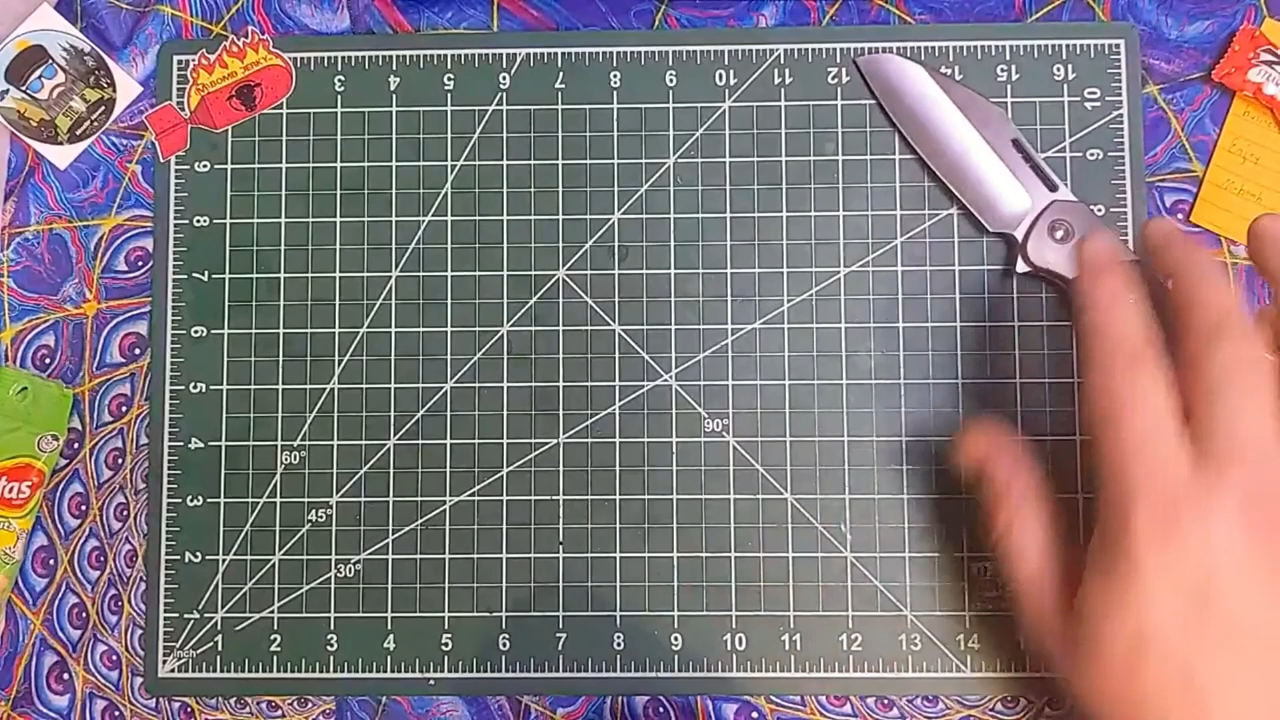 BOMB JERKY
3 4 5 6 7 8 9 10 11 12 14 15 16
10
9
8
9
8
7
6
5
4
3
2
1
60°
45°
30°
90°
inch
1 2 3 4 5 6 7 8 9 10 11 12 13 14
tas
Enjoy